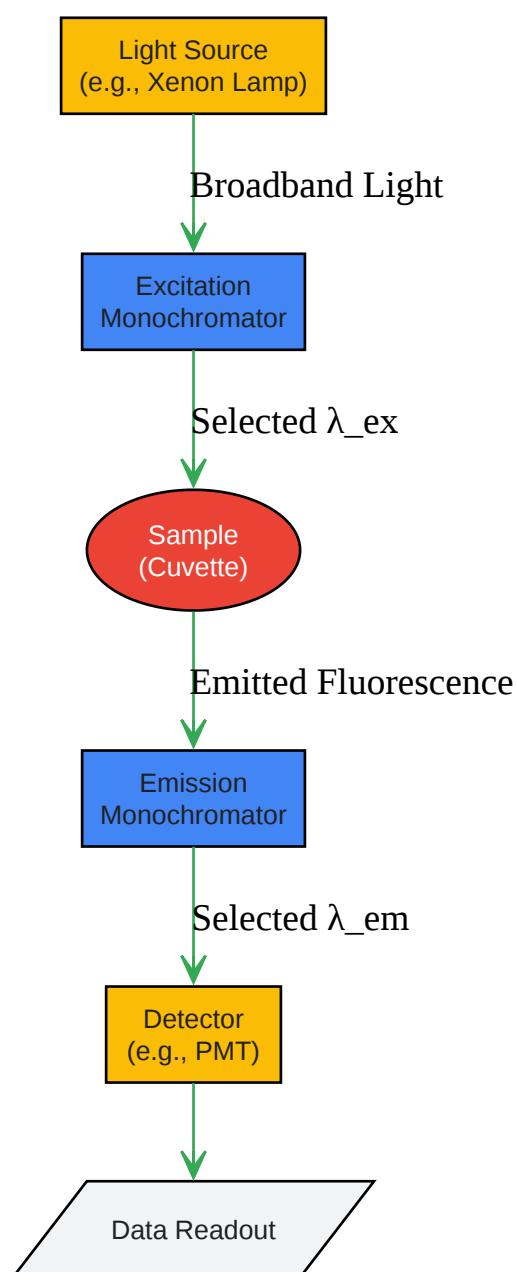 Light Source
(e.g., Xenon Lamp)
Broadband Light
Excitation
Monochromator
Selected λ_ex
Sample
(Cuvette)
Emitted Fluorescence
Emission
Monochromator
Selected λ_em
Detector
(e.g., PMT)
Data Readout